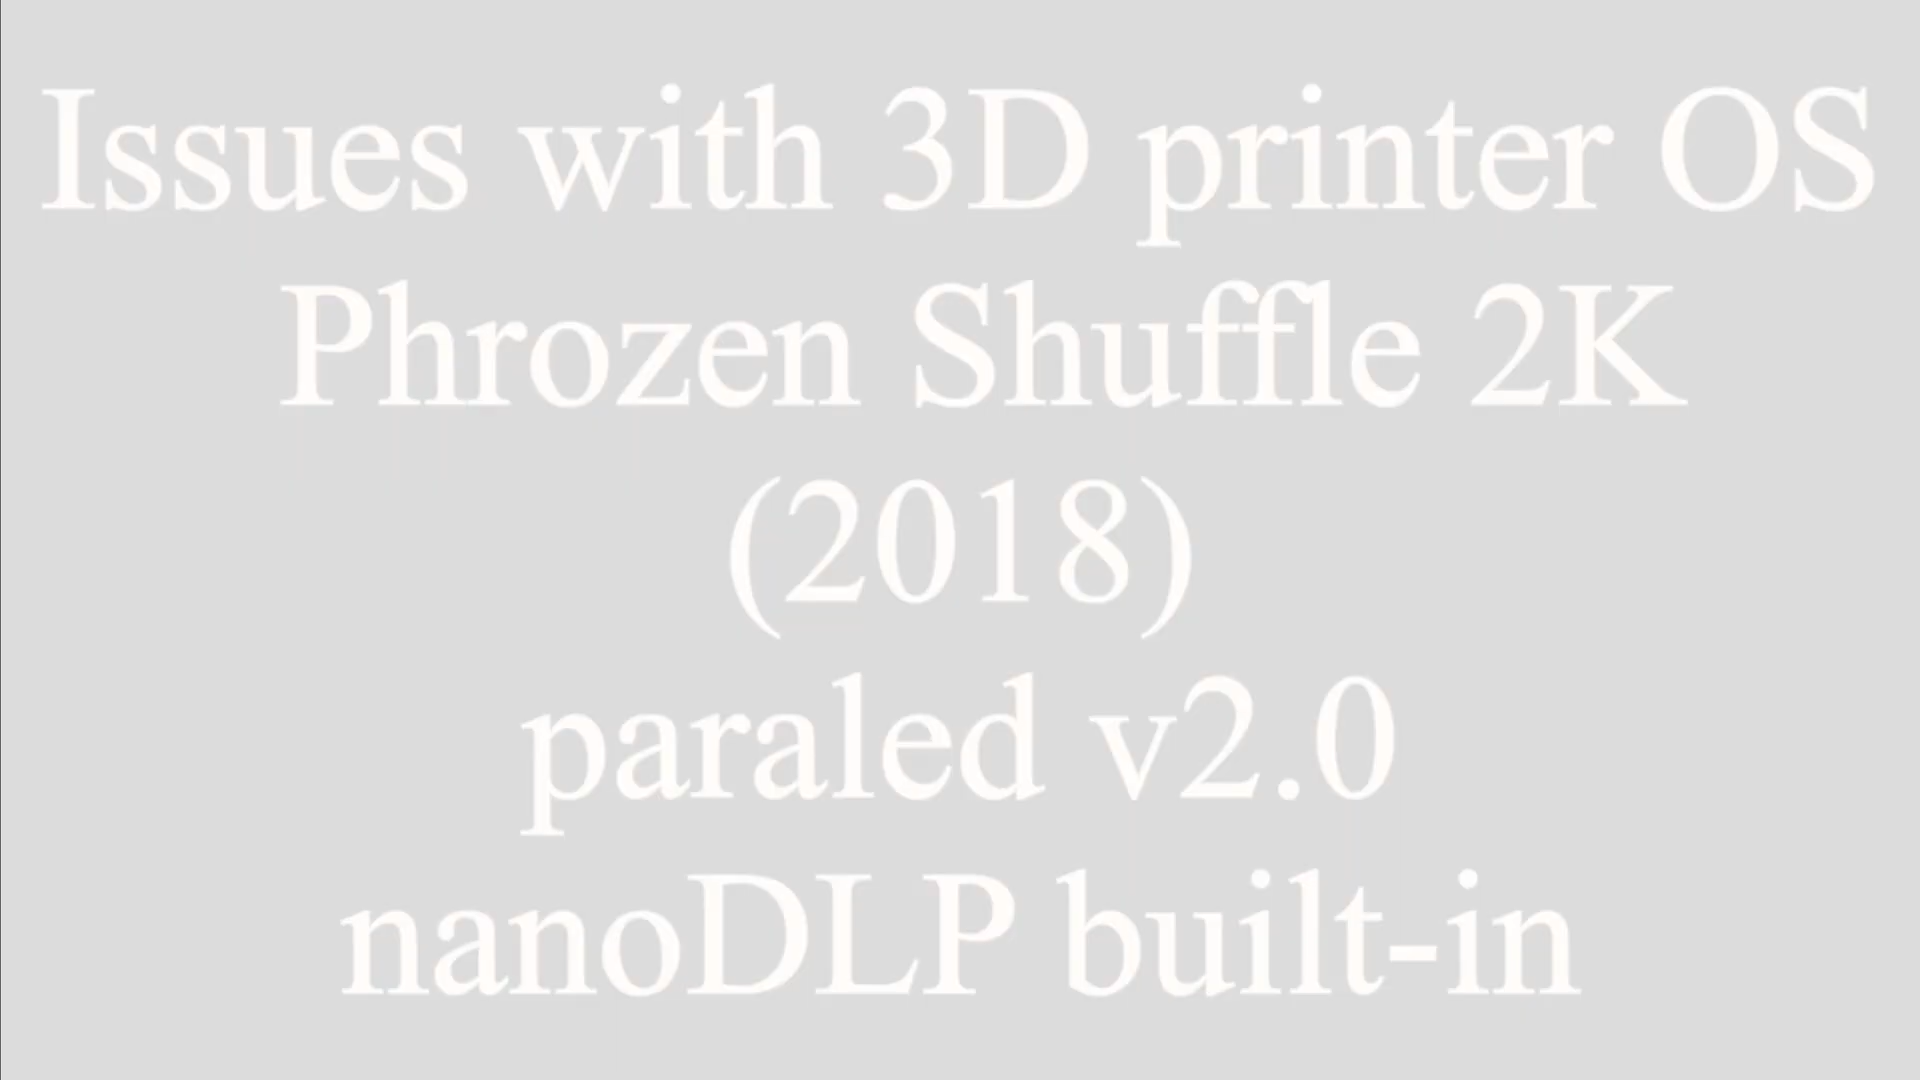 Issues with 3D printer OS
Phrozen Shuffle 2K
(2018)
paraled v2.0
nanoDLP built-in